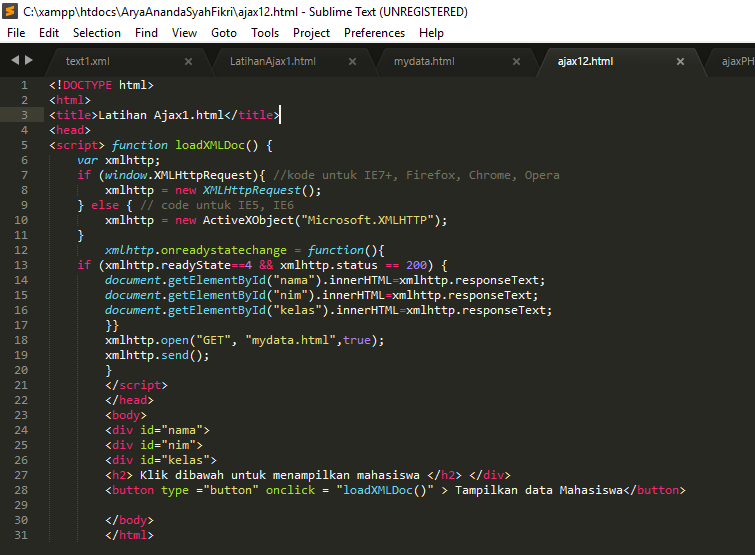 C:\xampp\htdocs\AryaAnandaSyahFikri\ajax12.html - Sublime Text (UNREGISTERED)
File Edit Selection Find View Goto Tools Project Preferences Help
text1.xml × LatihanAjax1.html × mydata.html × ajax12.html × ajaxPH
1 <!DOCTYPE html>
2 <html>
3 <title>Latihan Ajax1.html</title>
4 <head>
5 <script> function loadXMLDoc() {
6 var xmlhttp;
7 if (window.XMLHttpRequest){ //kode untuk IE7+, Firefox, Chrome, Opera
8 xmlhttp = new XMLHttpRequest();
9 } else { // code untuk IE5, IE6
10 xmlhttp = new ActiveXObject("Microsoft.XMLHTTP");
11 }
12 xmlhttp.onreadystatechange = function(){
13 if (xmlhttp.readyState==4 && xmlhttp.status == 200) {
14 document.getElementById("nama").innerHTML=xmlhttp.responseText;
15 document.getElementById("nim").innerHTML=xmlhttp.responseText;
16 document.getElementById("kelas").innerHTML=xmlhttp.responseText;
17 }}
18 xmlhttp.open("GET", "mydata.html",true);
19 xmlhttp.send();
20 }
21 </script>
22 </head>
23 <body>
24 <div id="nama">
25 <div id="nim">
26 <div id="kelas">
27 <h2> Klik dibawah untuk menampilkan mahasiswa </h2> </div>
28 <button type ="button" onclick = "loadXMLDoc()" > Tampilkan data Mahasiswa</button>
29
30 </body>
31 </html>